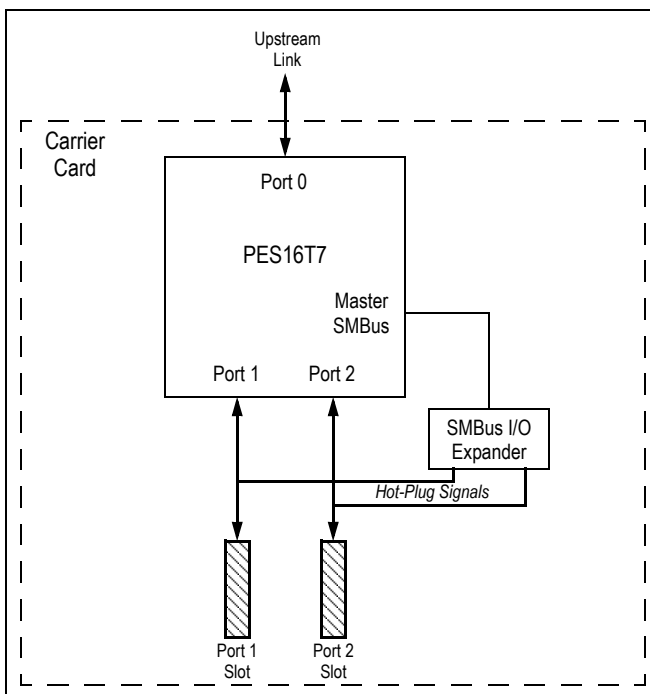 Upstream
Link
Carrier
Card
Port 0
PES16T7
Master
SMBus
Port 1
Port 2
SMBus I/O
Expander
Hot-Plug Signals
Port 1
Slot
Port 2
Slot